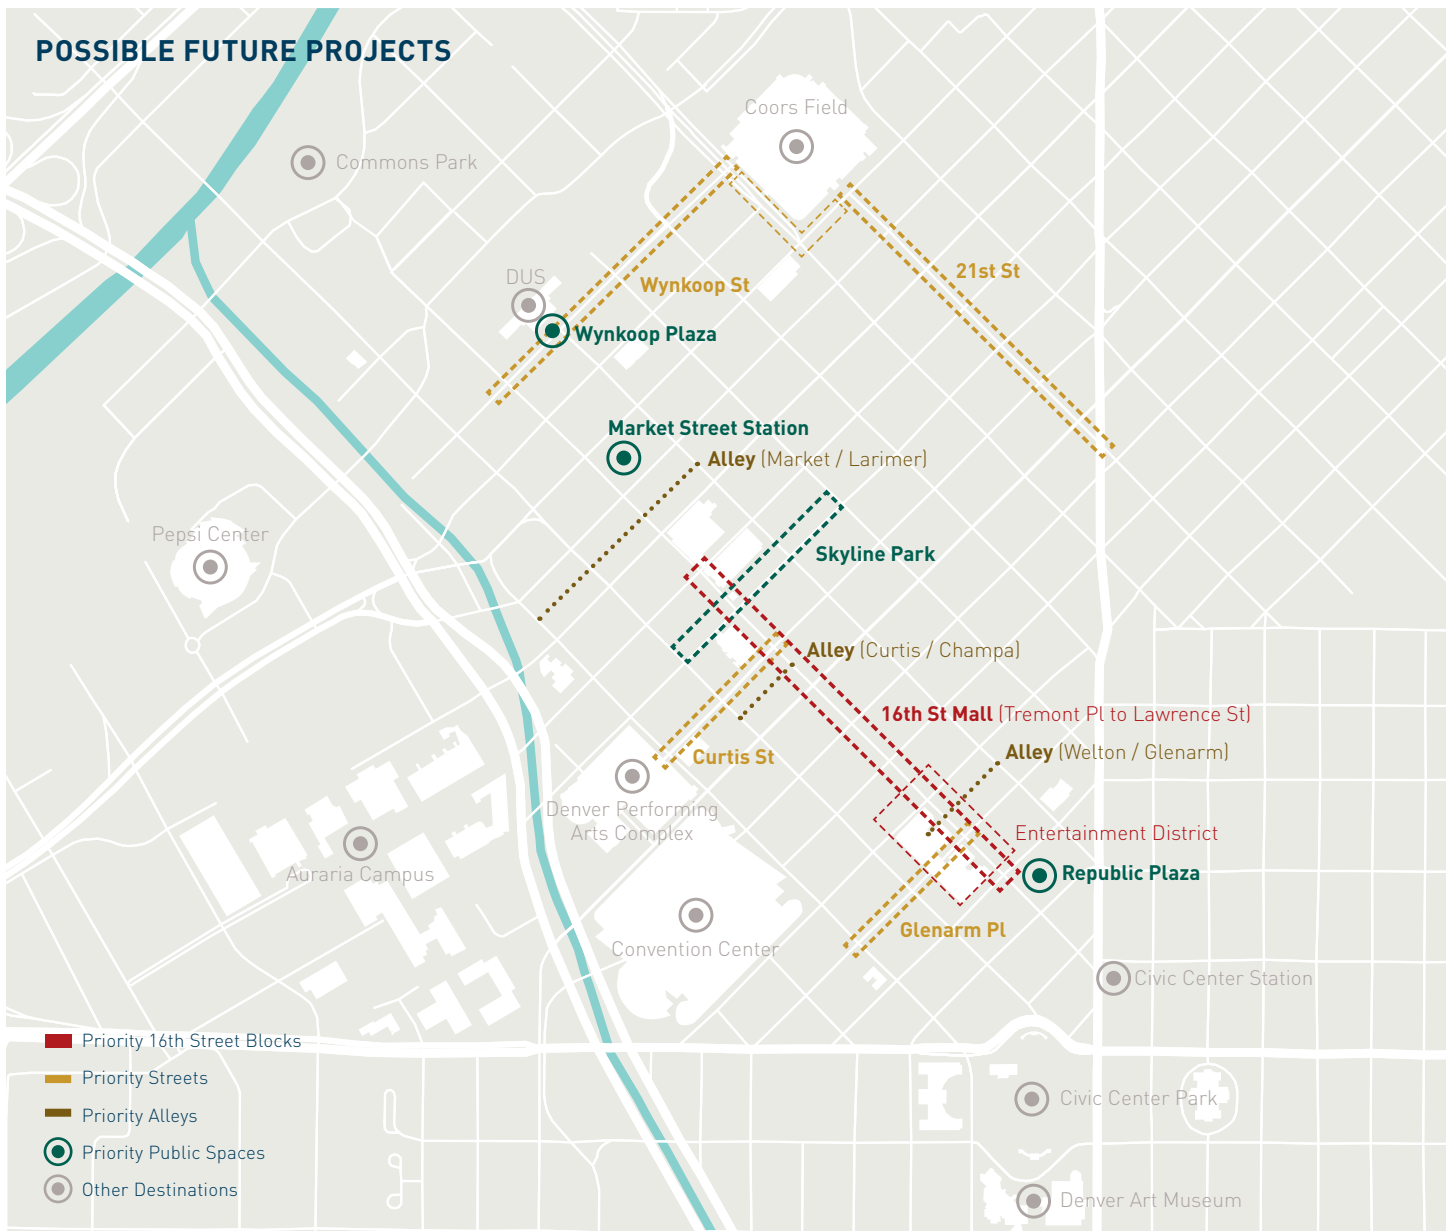 POSSIBLE FUTURE PROJECTS
Coors Field
Commons Park
21st St
DUS
Wynkoop St
Wynkoop Plaza
Market Street Station
Alley (Market / Larimer)
Pepsi Center
Skyline Park
Alley (Curtis / Champa)
16th St Mall (Tremont Pl to Lawrence St)
Alley (Welton / Glenarm)
Curtis St
Denver Performing
Arts Complex
Entertainment District
Auraria Campus
Republic Plaza
Glenarm Pl
Convention Center
Civic Center Station
Priority 16th Street Blocks
Priority Streets
Priority Alleys
Priority Public Spaces
Other Destinations
Civic Center Park
Denver Art Museum